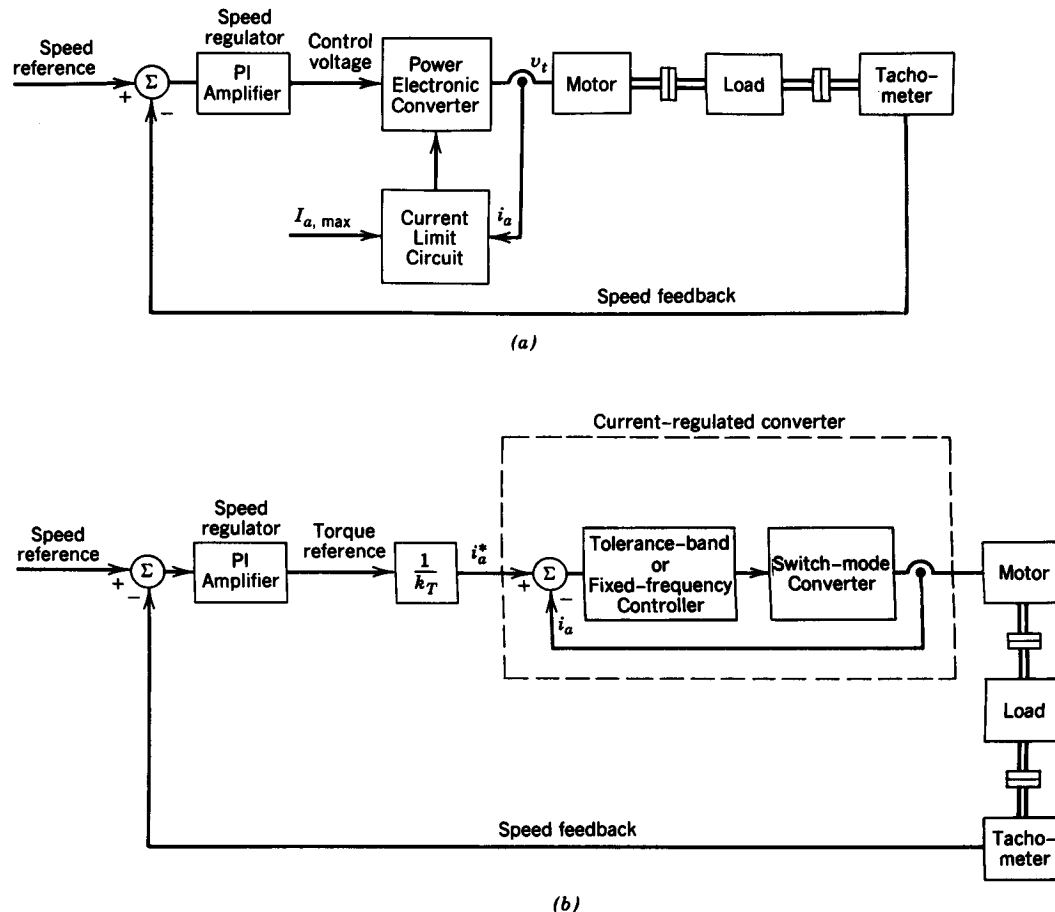 Speed
reference
+
Σ
−
Speed
regulator
PI
Amplifier
Control
voltage
Power
Electronic
Converter
v_t
Motor
Load
Tacho-
meter
I_a, max
Current
Limit
Circuit
i_a
Speed feedback
(a)
Current-regulated converter
Speed
reference
+
Σ
−
Speed
regulator
PI
Amplifier
Torque
reference
1
k_T
i_a^*
+
Σ
−
i_a
Tolerance-band
or
Fixed-frequency
Controller
Switch-mode
Converter
Motor
Load
Tacho-
meter
Speed feedback
(b)